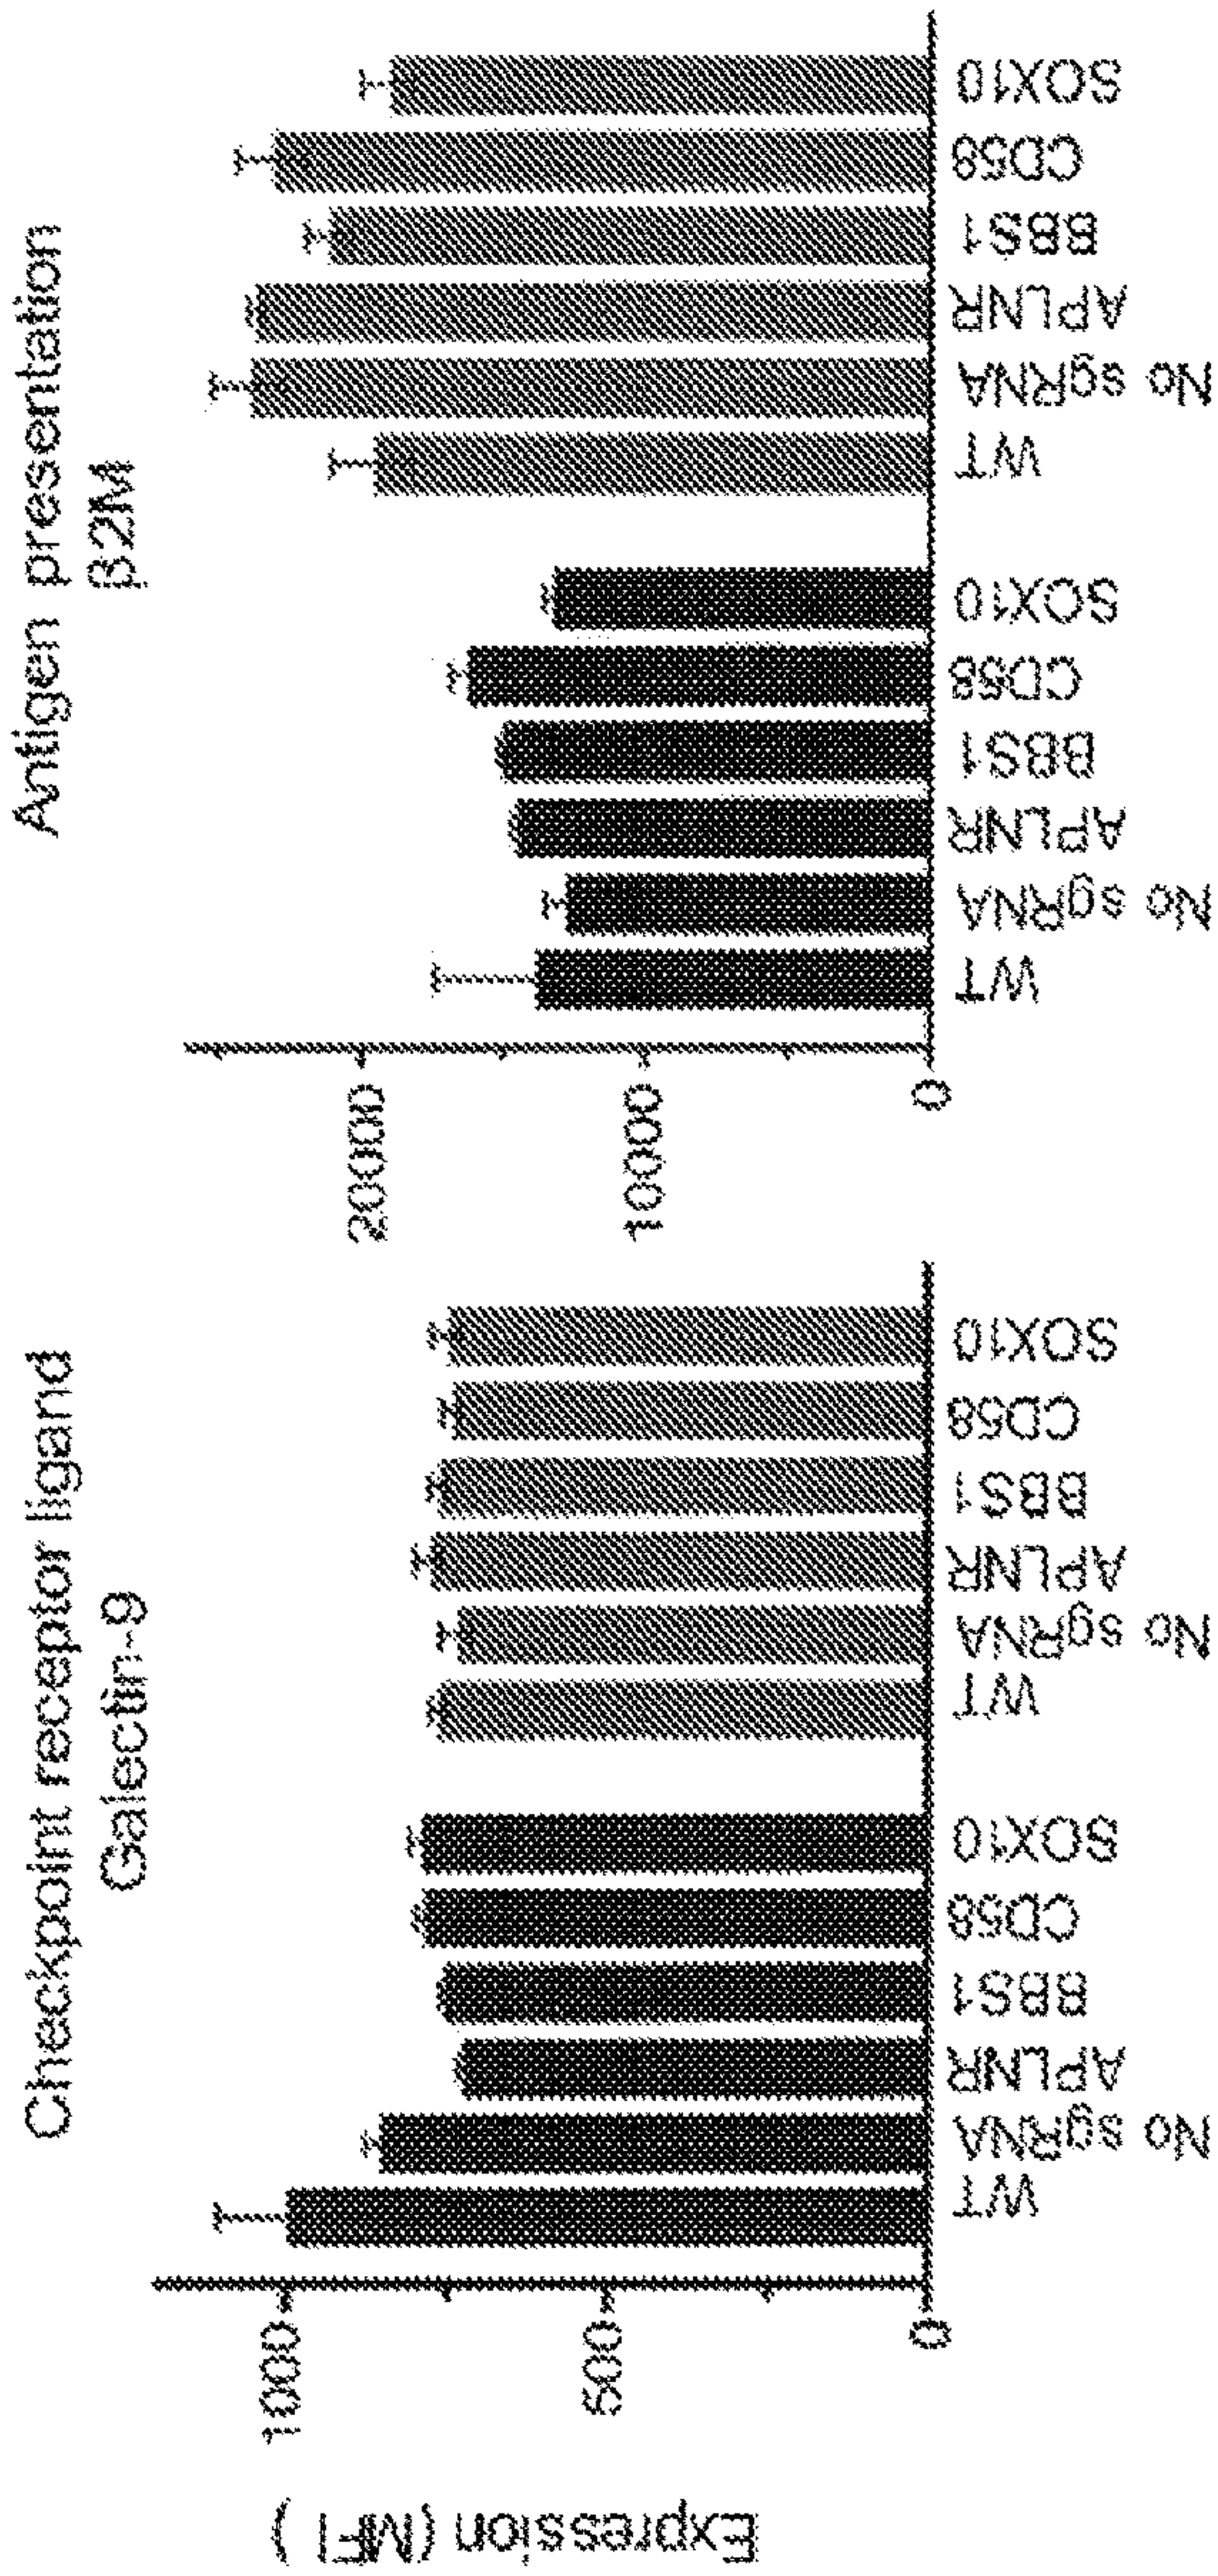 Checkpoint receptor ligand
Galectin-9
Antigen presentation
β2M
Expression (MFI )
1000
500
0
WT
No sgRNA
APLNR
BBS1
CD58
SOX10
WT
No sgRNA
APLNR
BBS1
CD58
SOX10
20000
10000
0
WT
No sgRNA
APLNR
BBS1
CD58
SOX10
WT
No sgRNA
APLNR
BBS1
CD58
SOX10